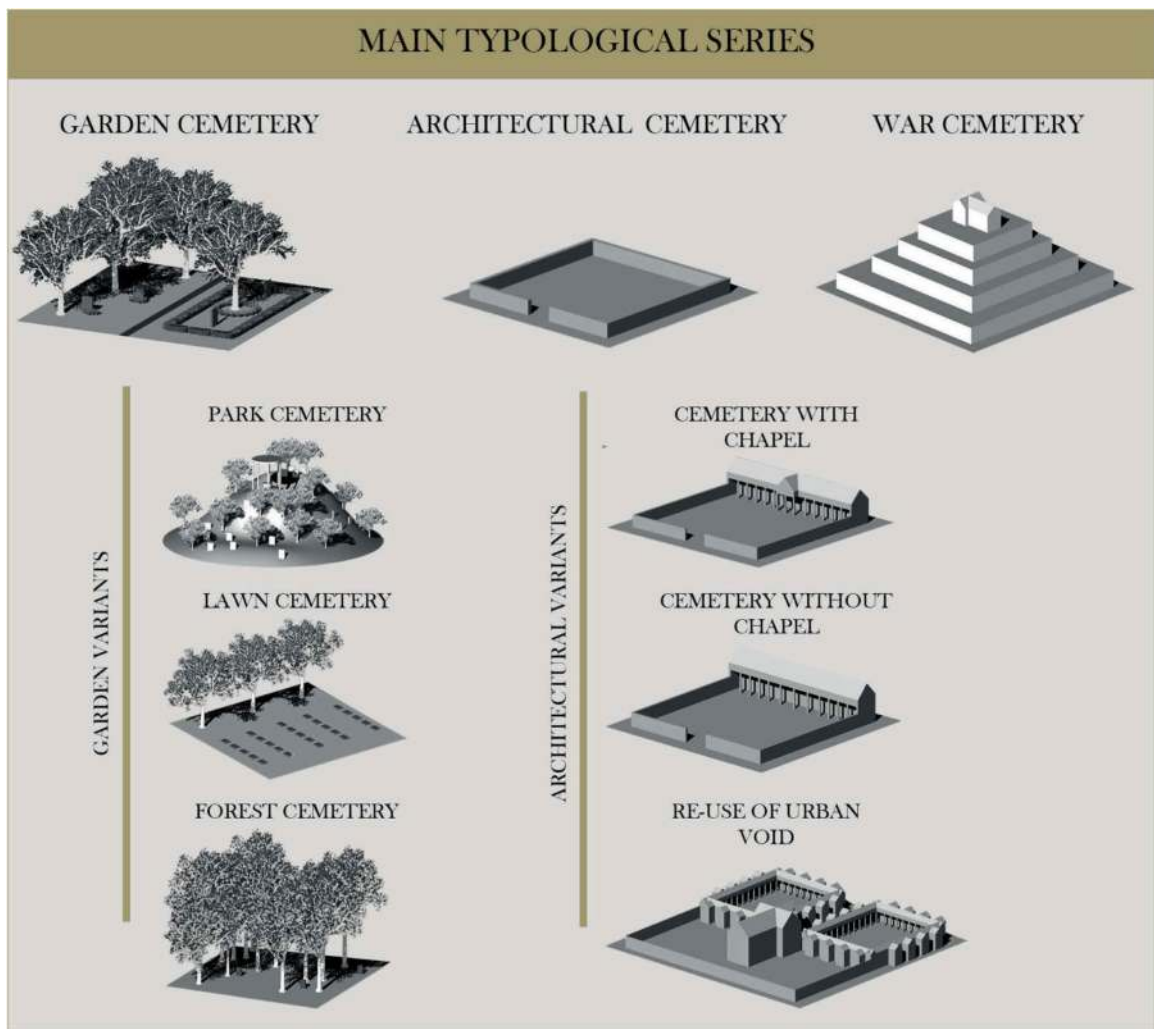 MAIN TYPOLOGICAL SERIES
GARDEN CEMETERY
ARCHITECTURAL CEMETERY
WAR CEMETERY
GARDEN VARIANTS
PARK CEMETERY
LAWN CEMETERY
FOREST CEMETERY
ARCHITECTURAL VARIANTS
CEMETERY WITH
CHAPEL
CEMETERY WITHOUT
CHAPEL
RE-USE OF URBAN
VOID